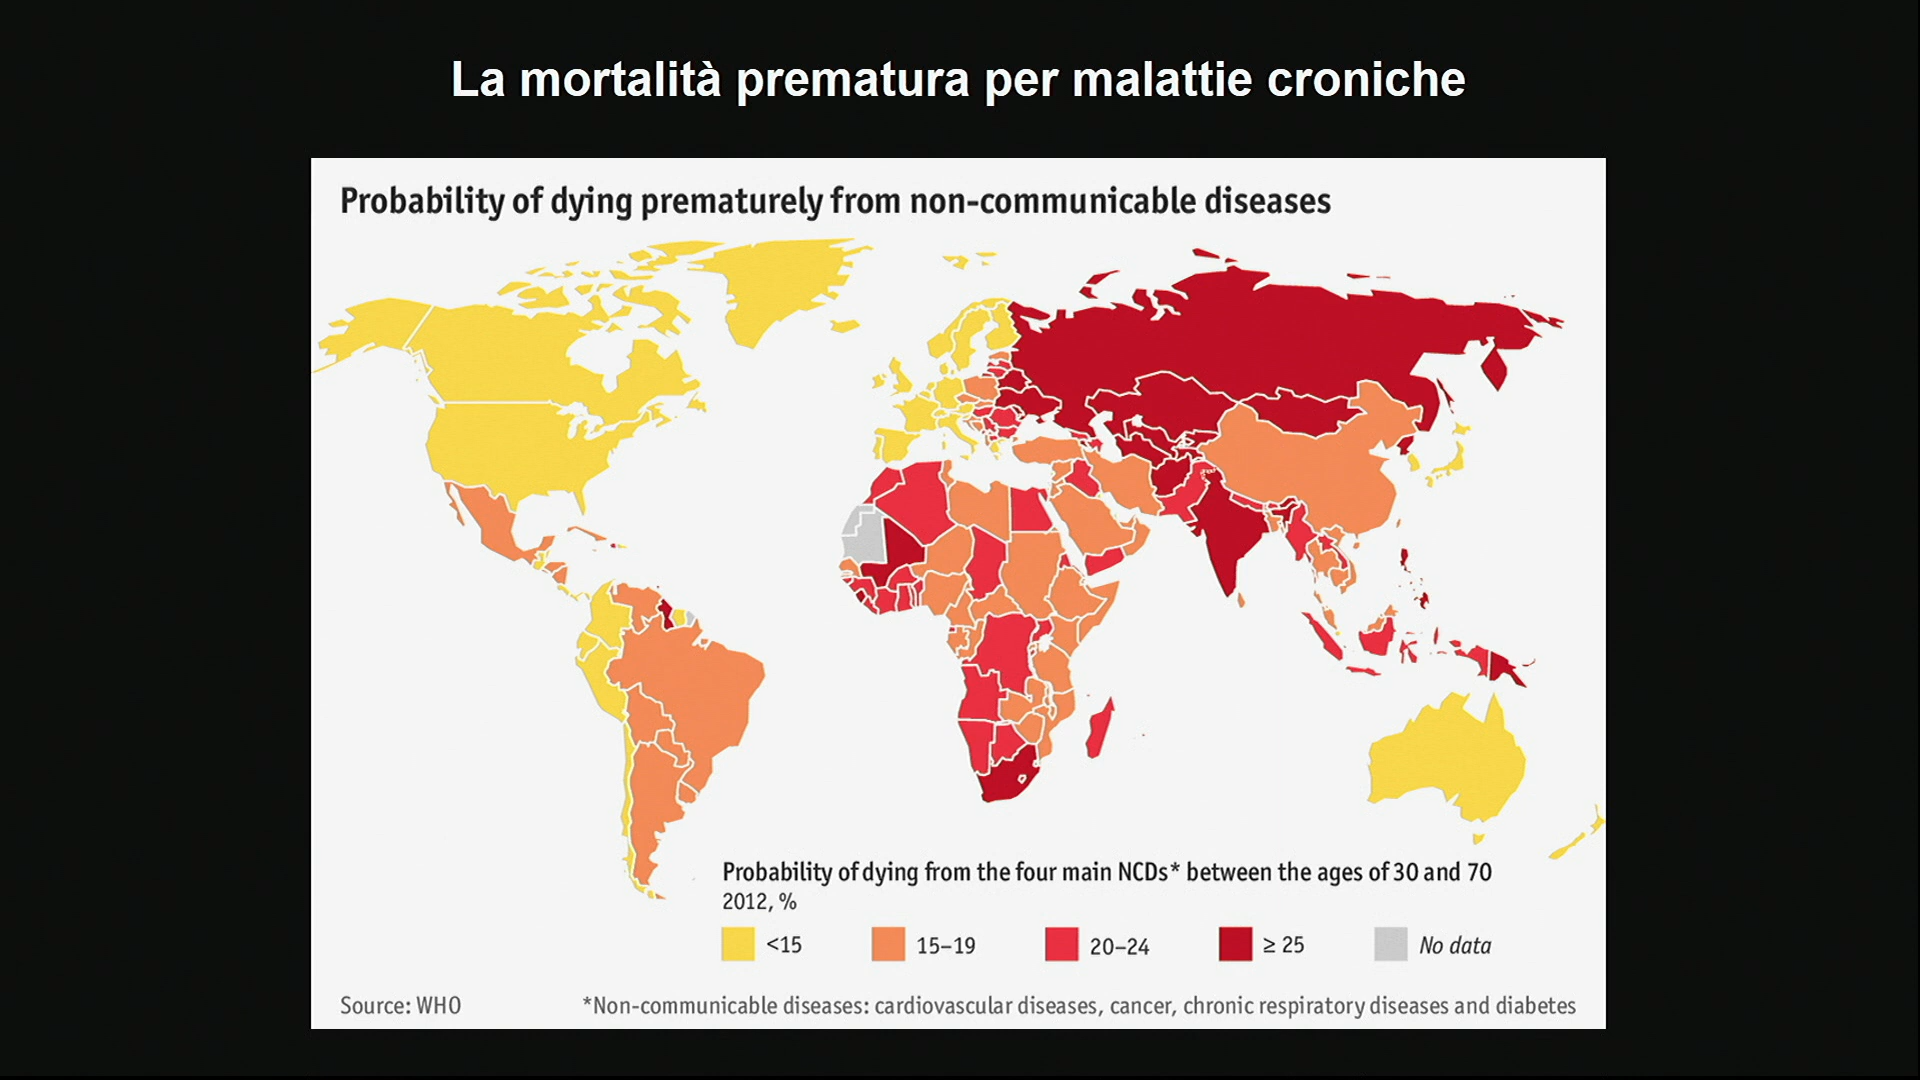 La mortalità prematura per malattie croniche
Probability of dying prematurely from non-communicable diseases
Probability of dying from the four main NCDs* between the ages of 30 and 70
2012, %
<15
15–19
20–24
≥ 25
No data
Source: WHO
*Non-communicable diseases: cardiovascular diseases, cancer, chronic respiratory diseases and diabetes